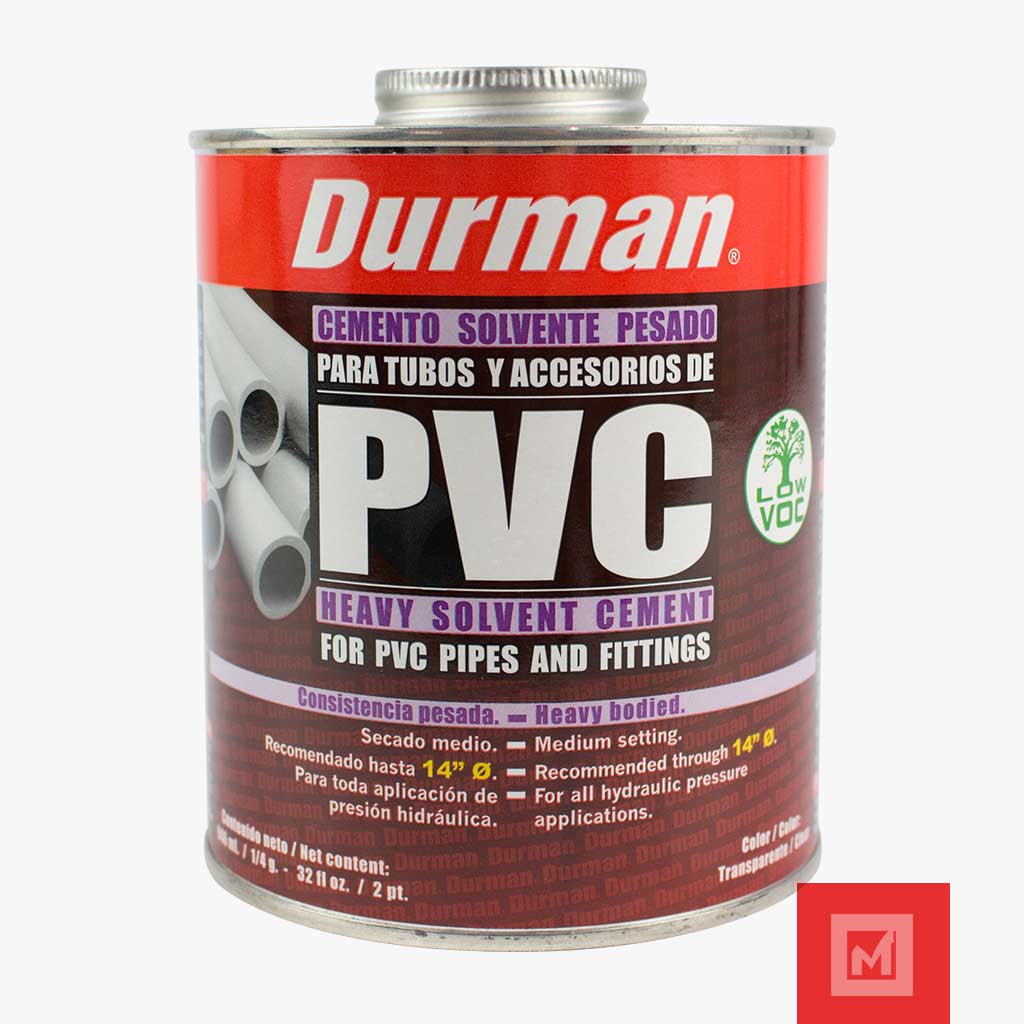 Durman®
CEMENTO SOLVENTE PESADO
PARA TUBOS Y ACCESORIOS DE
PVC
LOW
VOC
HEAVY SOLVENT CEMENT
FOR PVC PIPES AND FITTINGS
Consistencia pesada. – Heavy bodied.
Secado medio. – Medium setting.
Recomendado hasta 14” Ø. – Recommended through 14” Ø.
Para toda aplicación de – For all hydraulic pressure
presión hidráulica. applications.
Contenido neto / Net content:
mL / 1/4 g. - 32 fl oz. / 2 pt.
Color / Color:
Transparente /
M